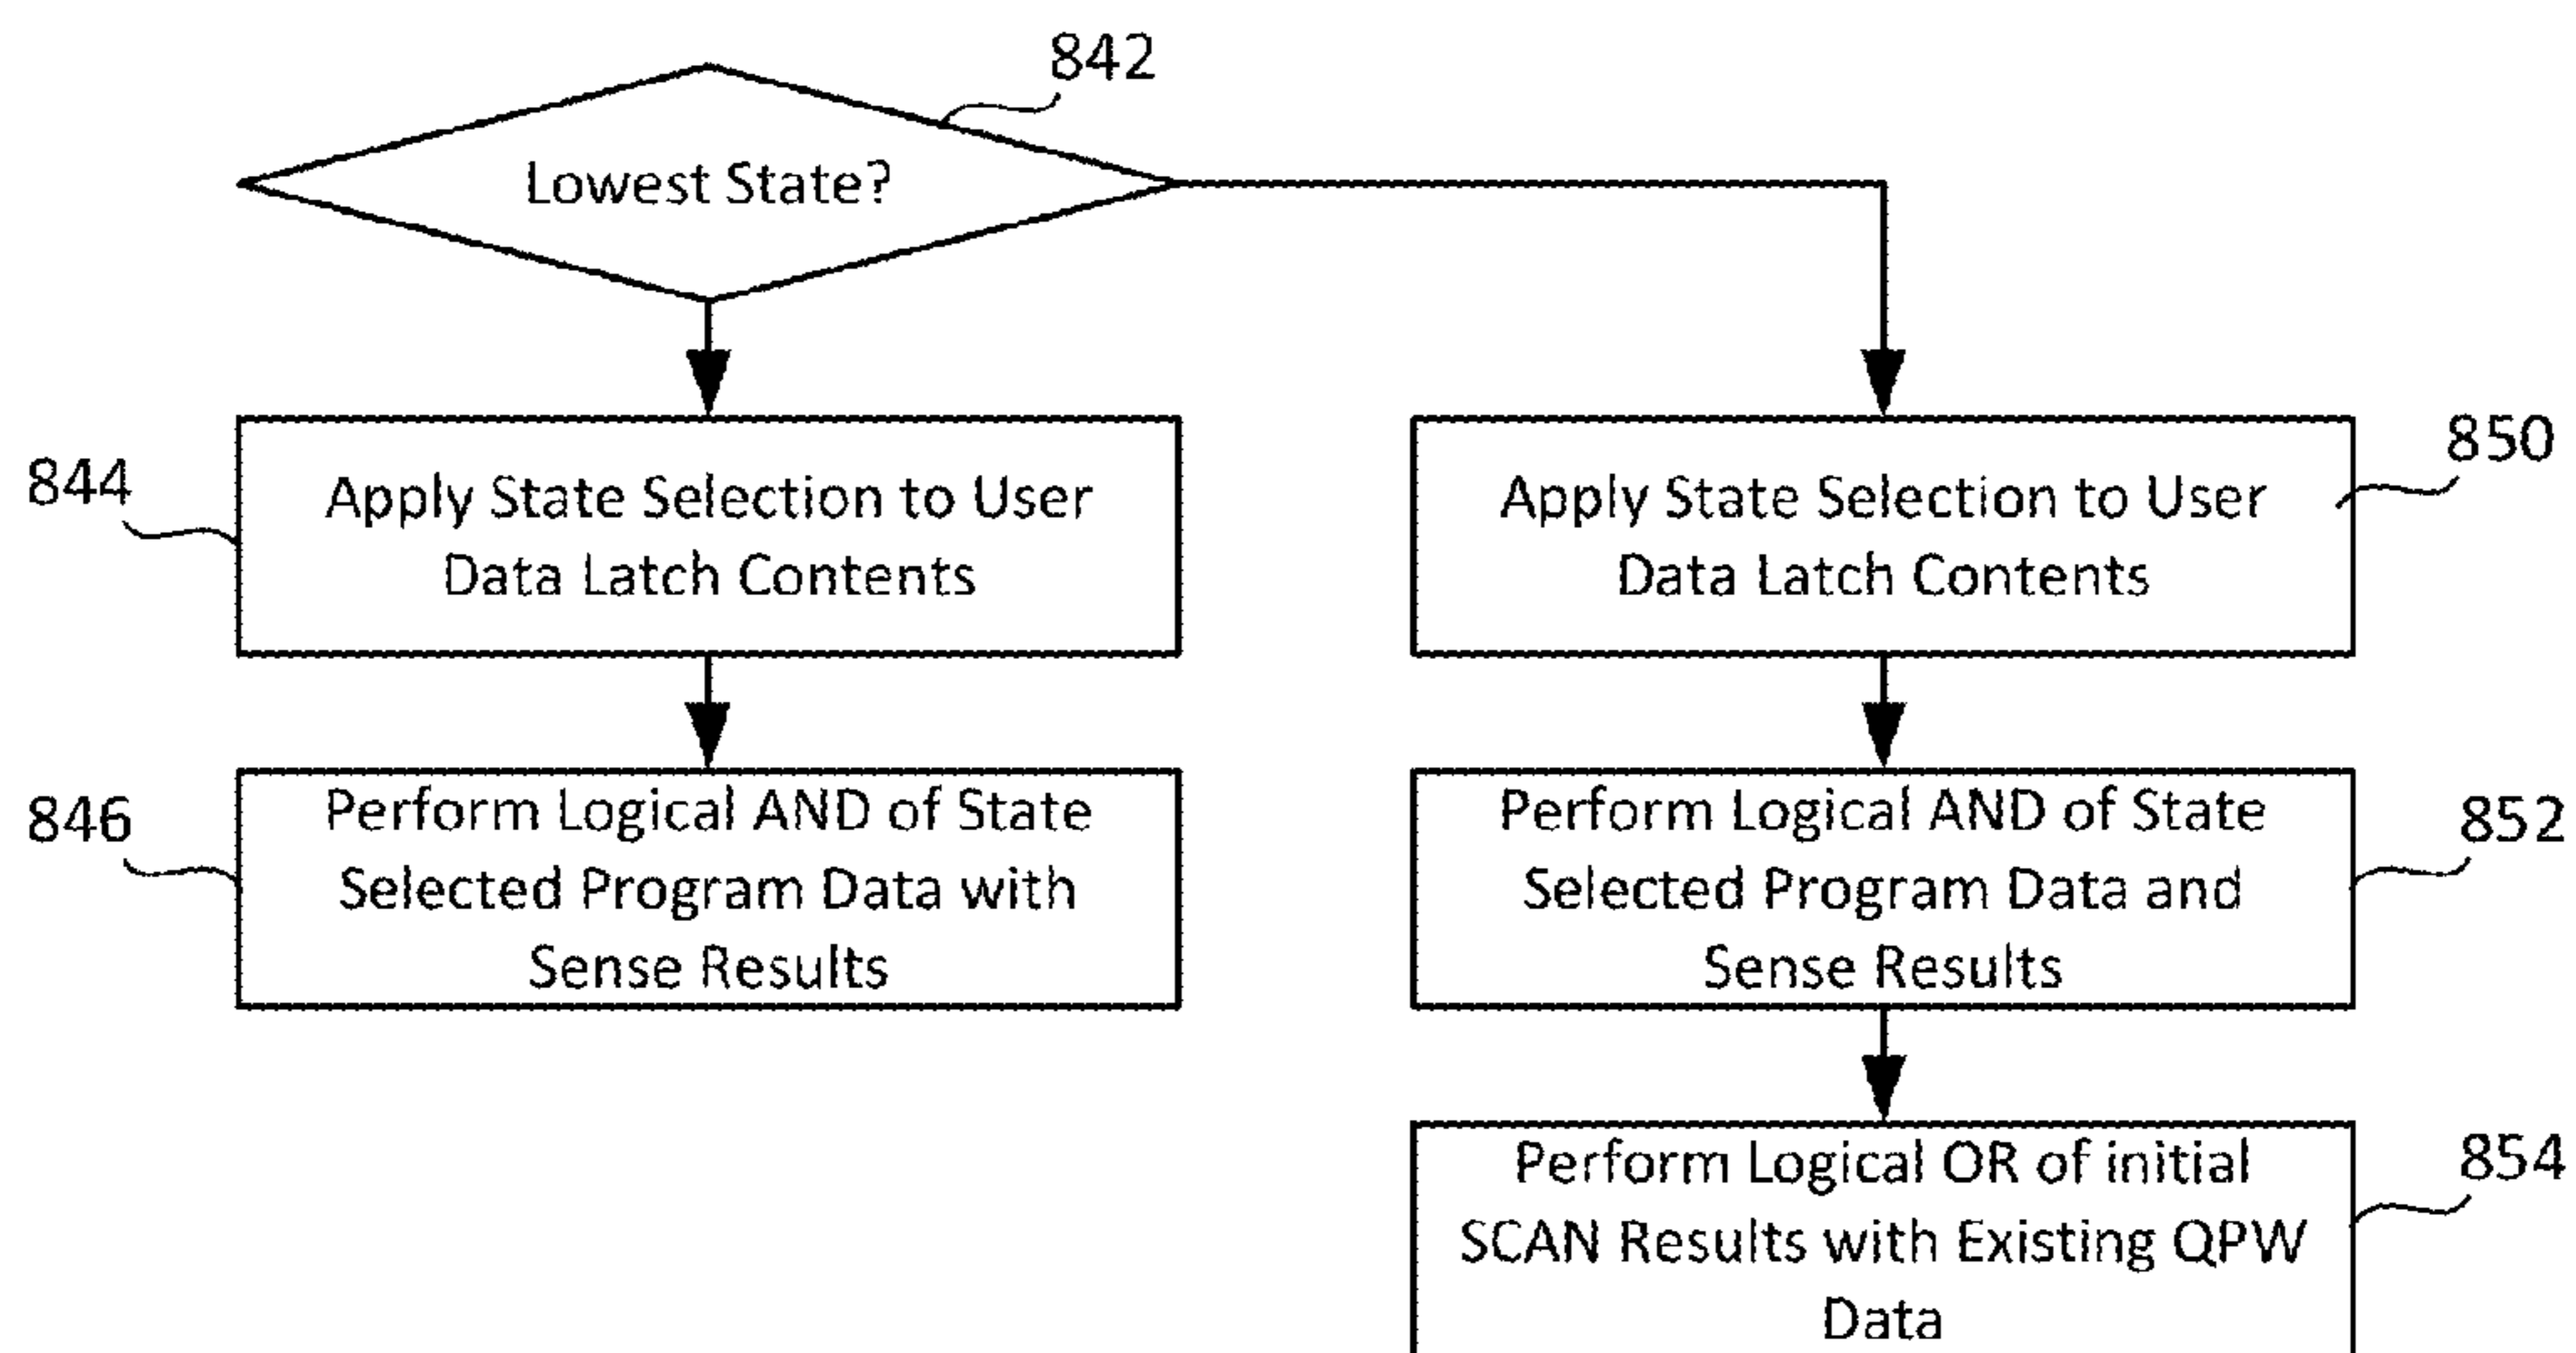 842
Lowest State?
844
Apply State Selection to User
Data Latch Contents
850
Apply State Selection to User
Data Latch Contents
846
Perform Logical AND of State
Selected Program Data with
Sense Results
852
Perform Logical AND of State
Selected Program Data and
Sense Results
854
Perform Logical OR of initial
SCAN Results with Existing QPW
Data